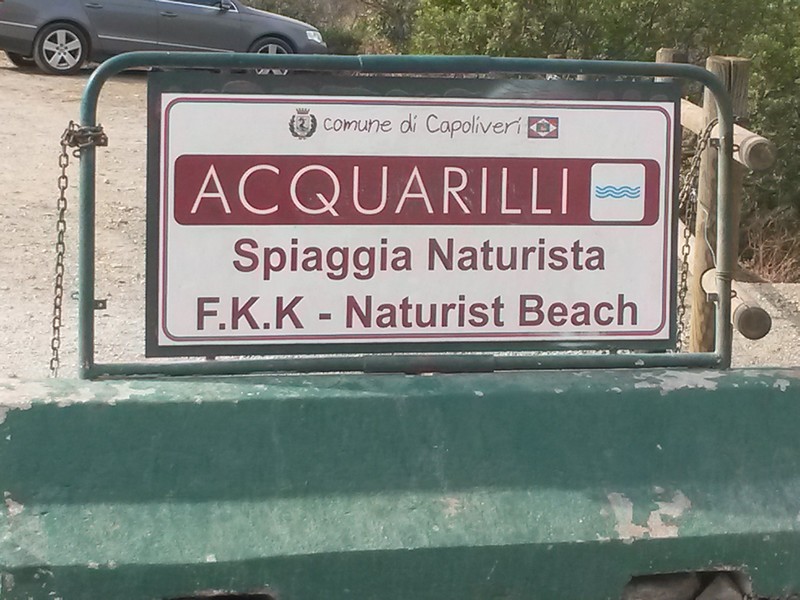 comune di Capoliveri
ACQUARILLI
Spiaggia Naturista
F.K.K - Naturist Beach